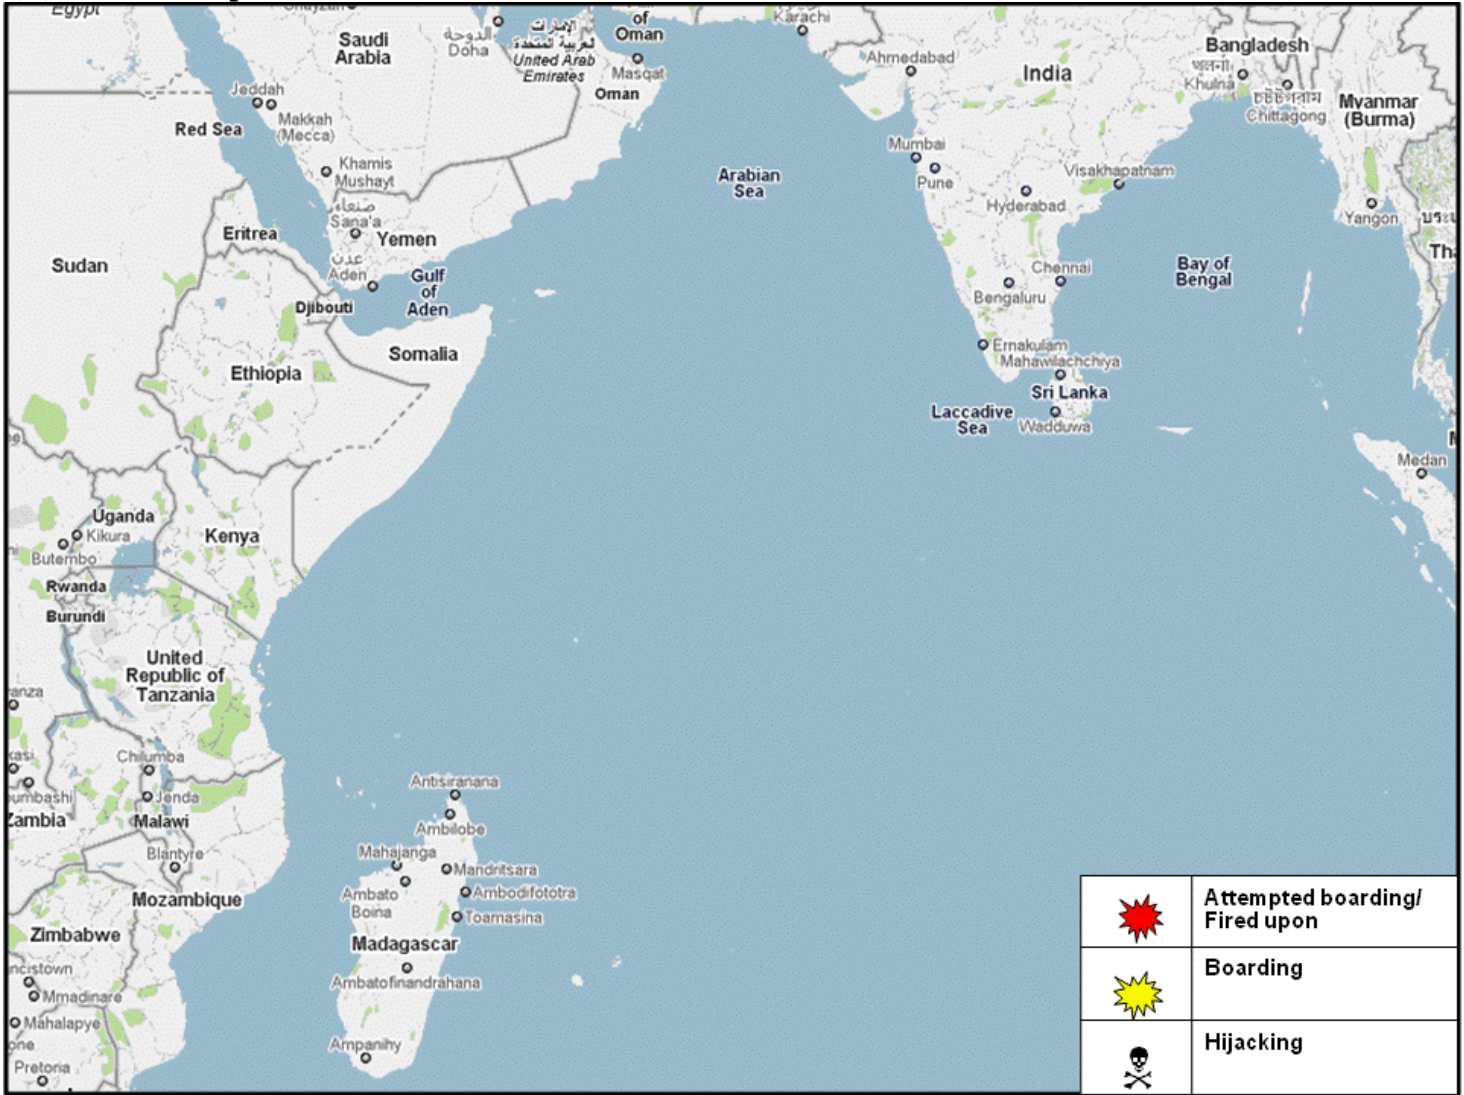 Egypt
Saudi
Arabia
الدوحة
Doha
United Arab
Emirates
of
Oman
Masqat
Oman
Karachi
Ahmedabad
India
Bangladesh
Khulna
Chittagong
Myanmar
(Burma)
Jeddah
Makkah
(Mecca)
Red Sea
Khamis
Mushayt
Arabian
Sea
Mumbai
Pune
Hyderabad
Visakhapatnam
Yangon
صنعاء
Sana'a
Yemen
Eritrea
Sudan
عدن
Aden
Gulf
of
Aden
Djibouti
Chennai
Bengaluru
Bay of
Bengal
Somalia
Ethiopia
Ernakulam
Mahawilachchiya
Sri Lanka
Laccadive
Sea
Wadduwa
Medan
Uganda
Kikura
Butembo
Kenya
Rwanda
Burundi
United
Republic of
Tanzania
Chilumba
Jenda
Malawi
Zambia
Blantyre
Mozambique
Antisiranana
Ambilobe
Mahajanga
Mandritsara
Ambato
Boina
Ambodifototra
Toamasina
Madagascar
Ambatofinandrahana
Ampanihy
Zimbabwe
Mmadinare
Mahalapye
Pretoria
Attempted boarding/
Fired upon
Boarding
Hijacking